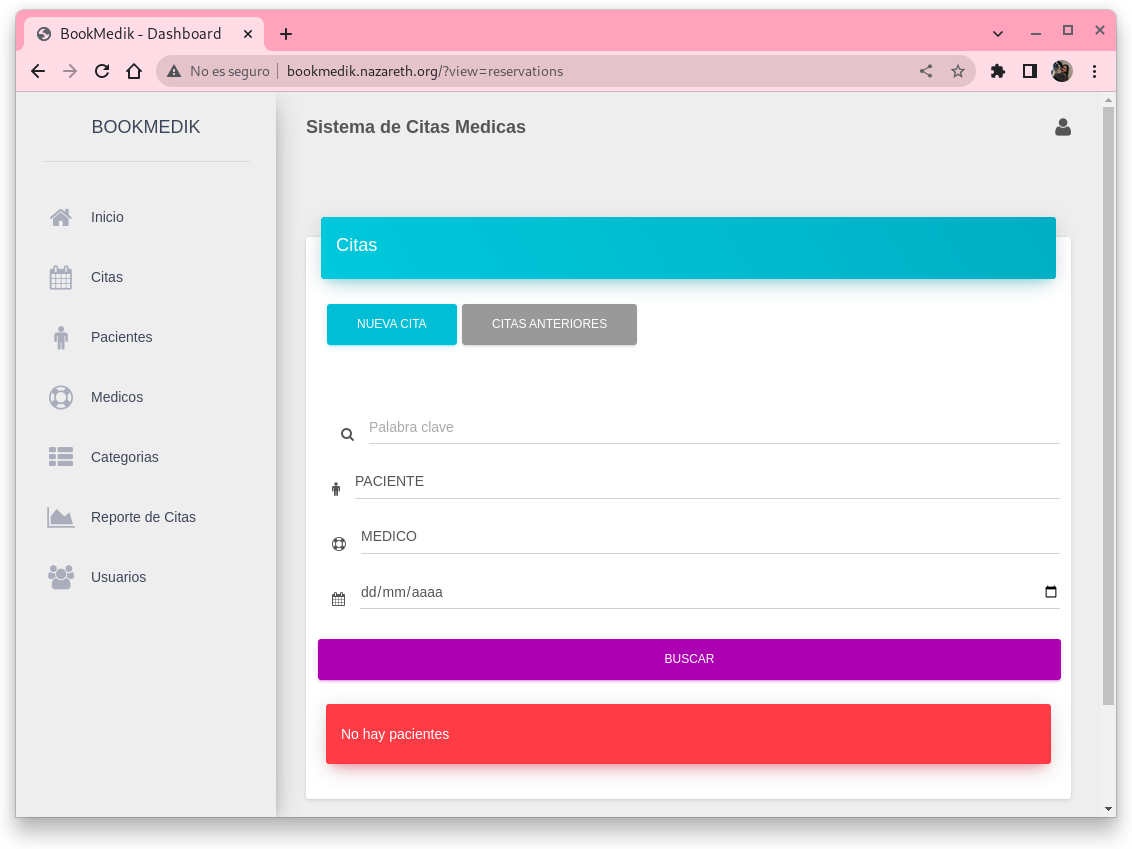 BookMedik - Dashboard
No es seguro
bookmedik.nazareth.org/?view=reservations
BOOKMEDIK
Sistema de Citas Medicas
Inicio
Citas
Pacientes
Medicos
Categorias
Reporte de Citas
Usuarios
Citas
NUEVA CITA
CITAS ANTERIORES
Palabra clave
PACIENTE
MEDICO
dd/mm/aaaa
BUSCAR
No hay pacientes